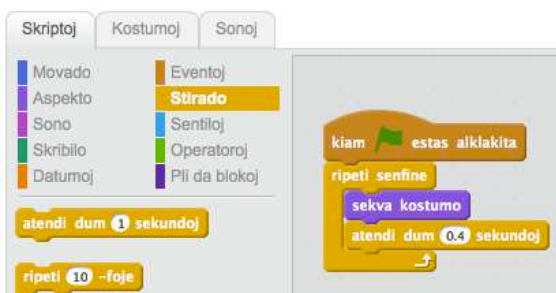 Skriptoj Kostumoj Sonoj
Movado Eventoj
Aspekto Stirado
Sono Sentiloj
Skribilo Operatoroj
Datumoj Pli da blokoj
atendi dum 1 sekundoj
ripeti 10 -foje
kiam estas alklakita
ripeti senfine
sekva kostumo
atendi dum 0.4 sekundoj